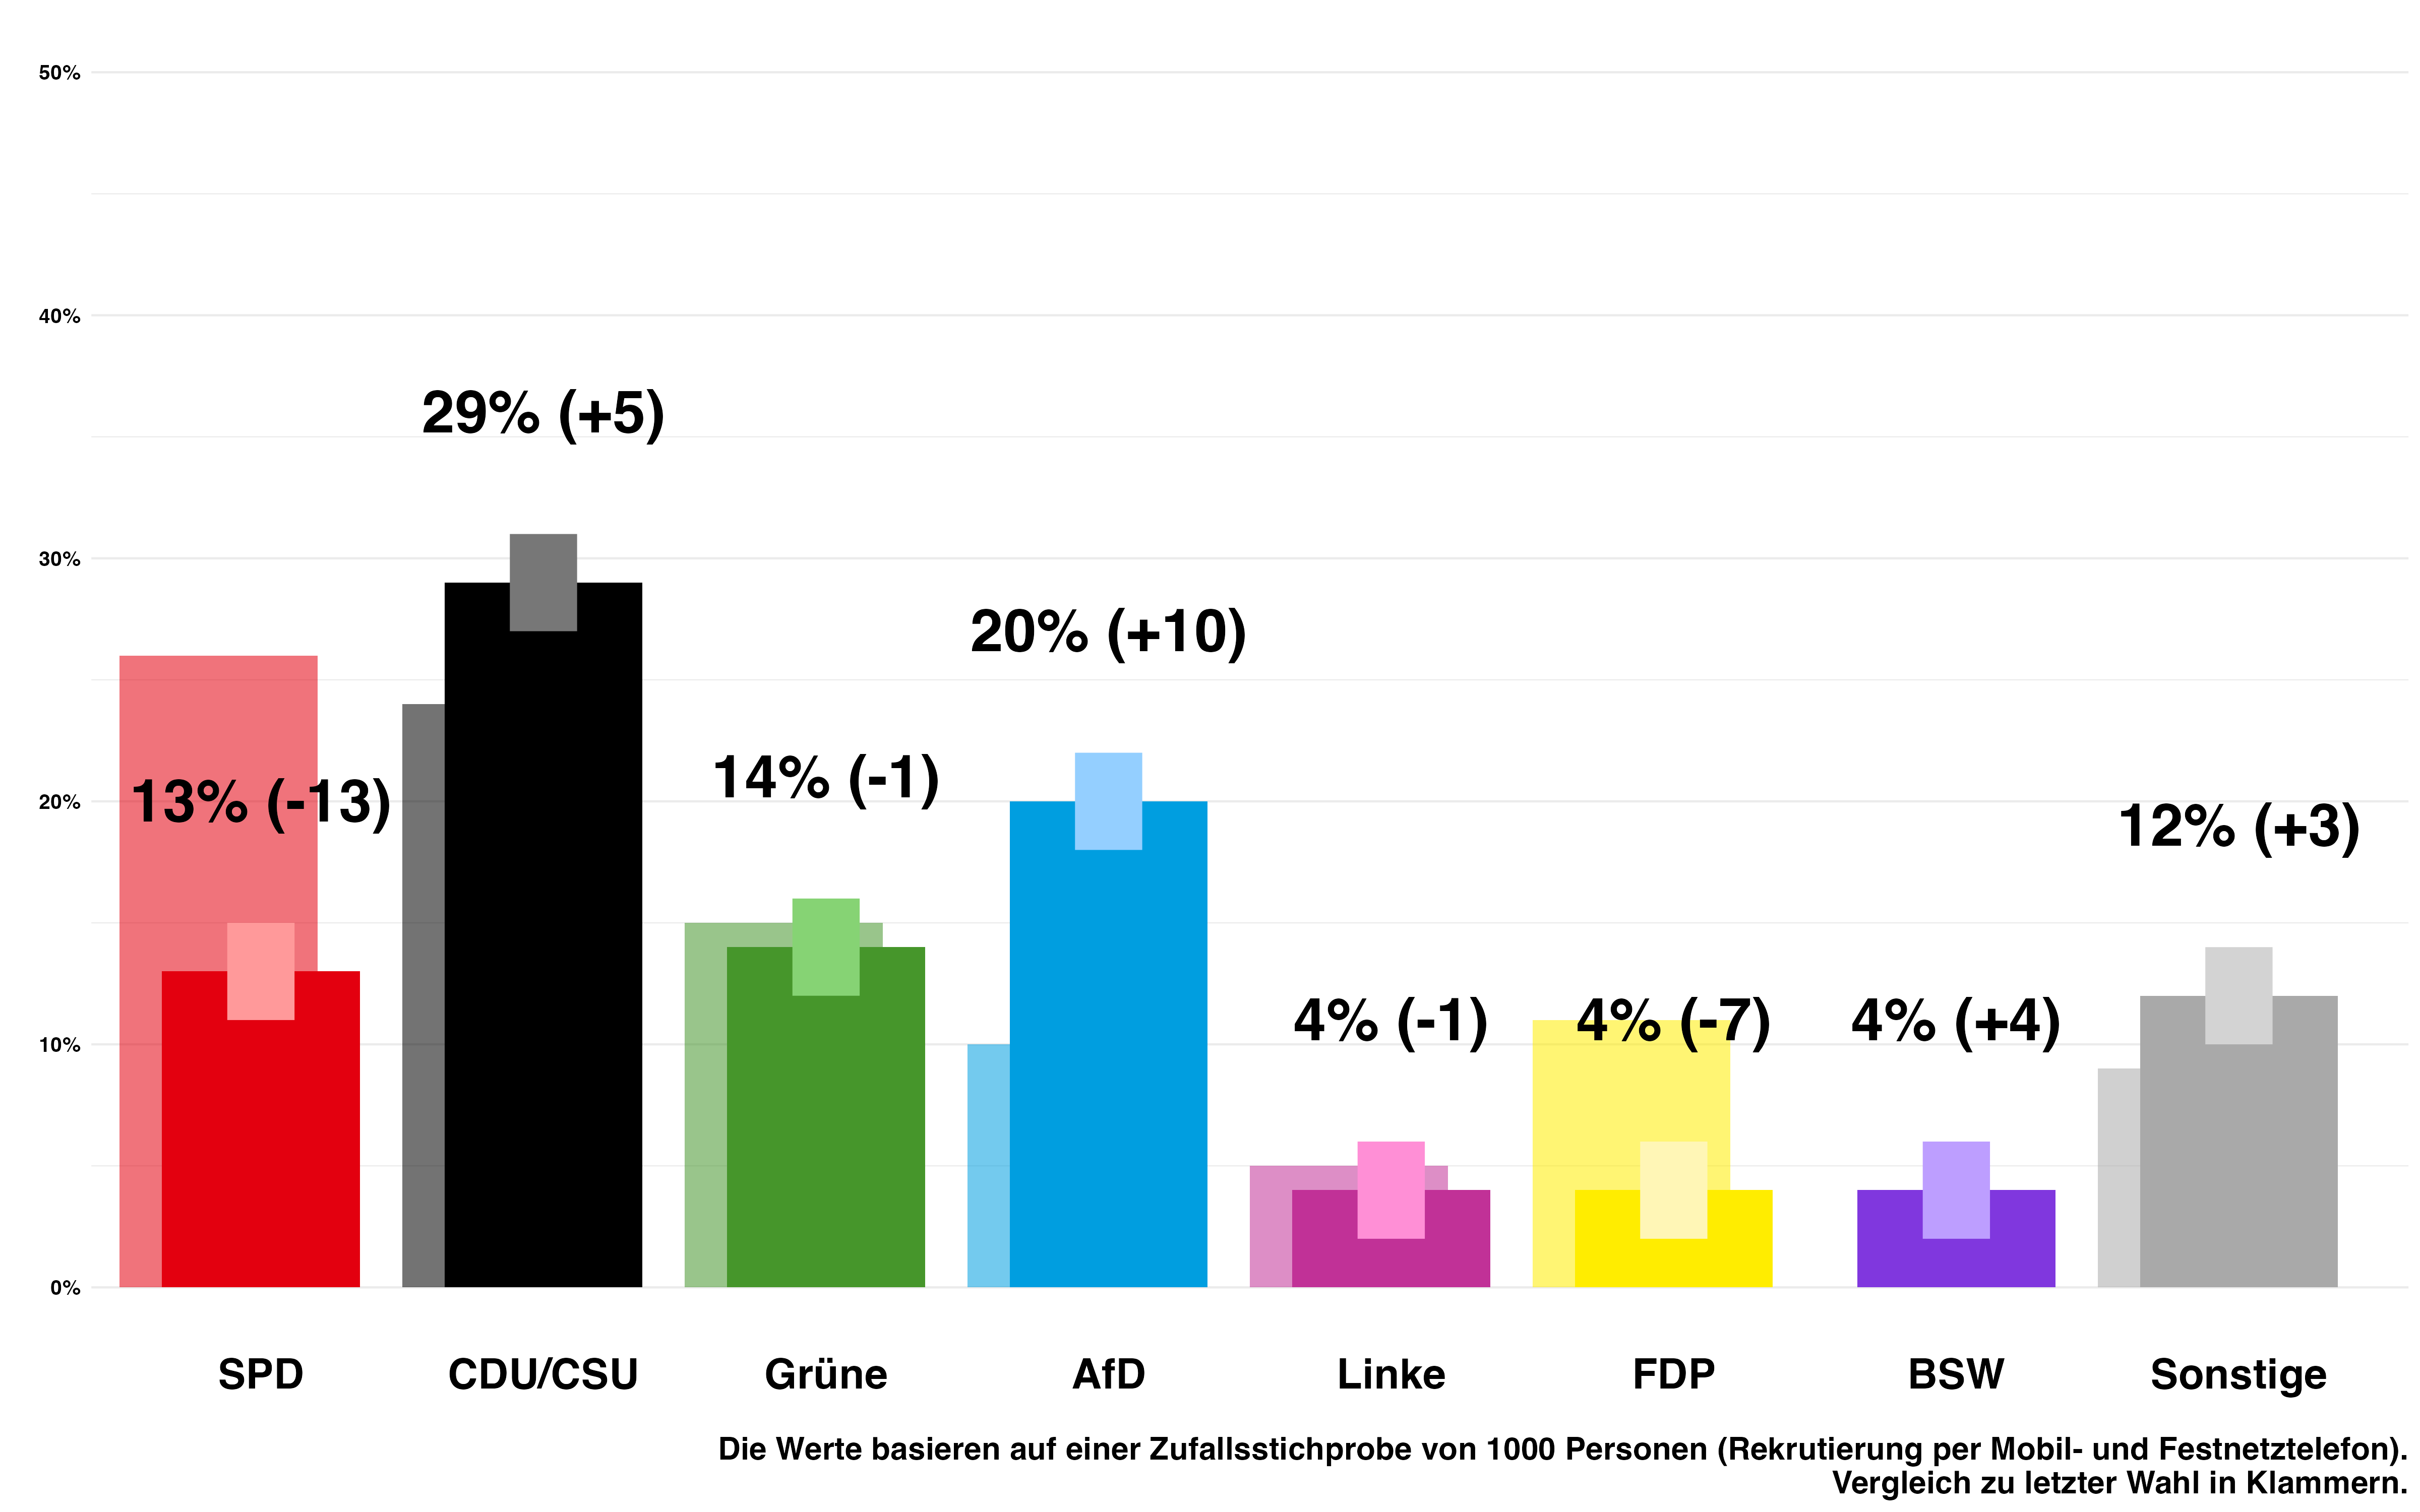 50%
40%
30%
20%
10%
0%
13% (-13)
29% (+5)
14% (-1)
20% (+10)
4% (-1)
4% (-7)
4% (+4)
12% (+3)
SPD
CDU/CSU
Grüne
AfD
Linke
FDP
BSW
Sonstige
Die Werte basieren auf einer Zufallsstichprobe von 1000 Personen (Rekrutierung per Mobil- und Festnetztelefon).
Vergleich zu letzter Wahl in Klammern.